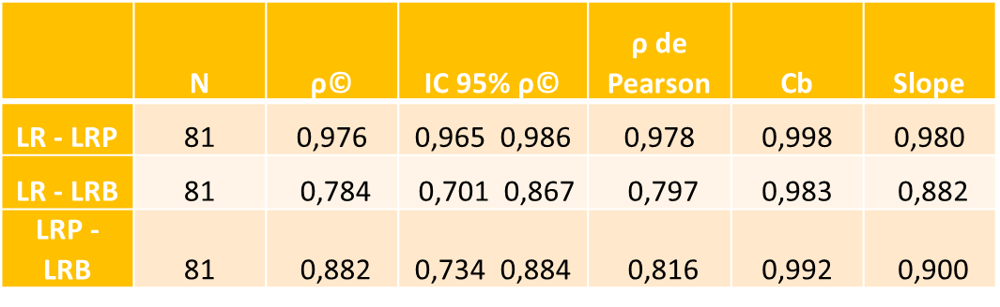 N ρ© IC 95% ρ© ρ de Pearson Cb Slope
LR - LRP 81 0,976 0,965 0,986 0,978 0,998 0,980
LR - LRB 81 0,784 0,701 0,867 0,797 0,983 0,882
LRP - LRB 81 0,882 0,734 0,884 0,816 0,992 0,900